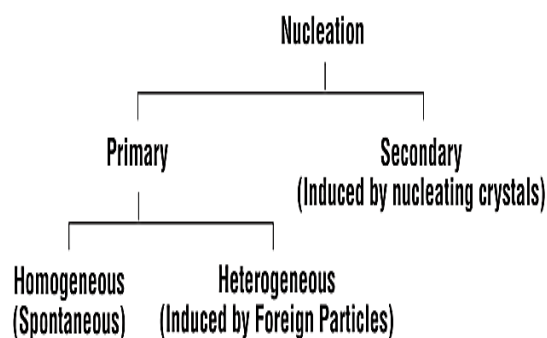 Nucleation
Primary
Secondary
(Induced by nucleating crystals)
Homogeneous
(Spontaneous)
Heterogeneous
(Induced by Foreign Particles)